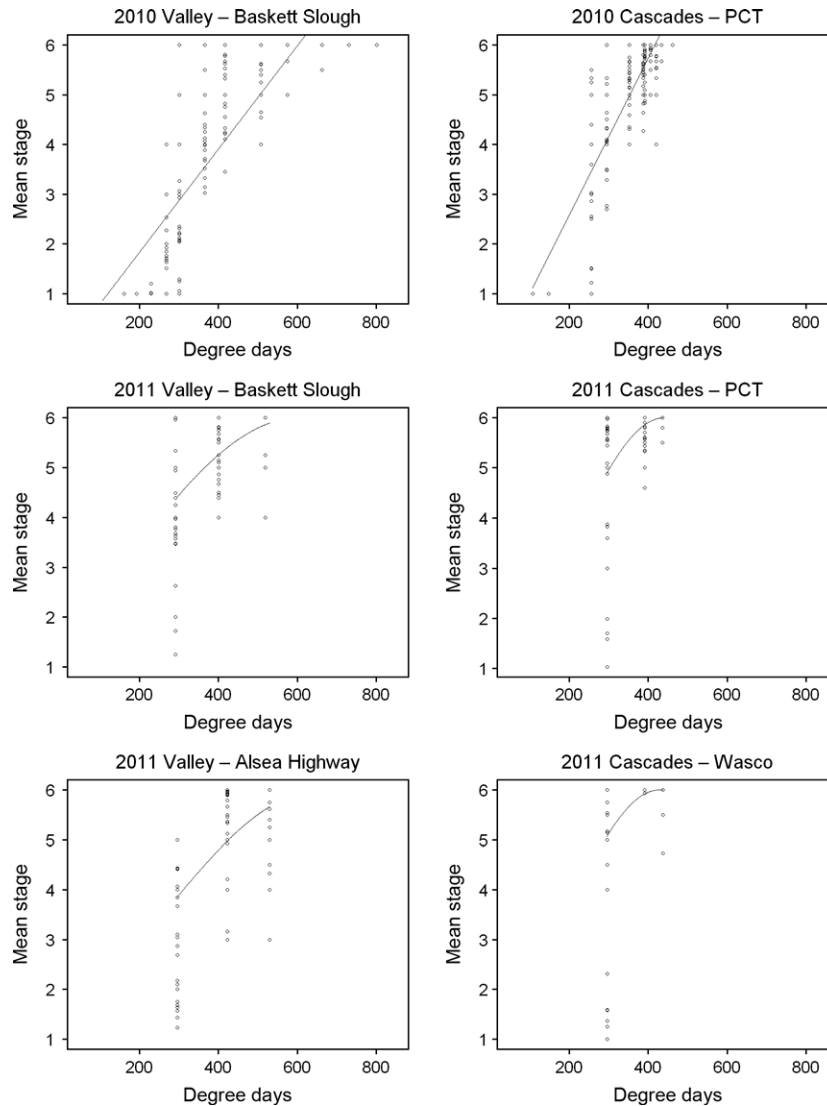 2010 Valley – Baskett Slough
Mean stage
6
5
4
3
2
1
200 400 600 800
Degree days
2010 Cascades – PCT
Mean stage
6
5
4
3
2
1
200 400 600 800
Degree days
2011 Valley – Baskett Slough
Mean stage
6
5
4
3
2
1
200 400 600 800
Degree days
2011 Cascades – PCT
Mean stage
6
5
4
3
2
1
200 400 600 800
Degree days
2011 Valley – Alsea Highway
Mean stage
6
5
4
3
2
1
200 400 600 800
Degree days
2011 Cascades – Wasco
Mean stage
6
5
4
3
2
1
200 400 600 800
Degree days